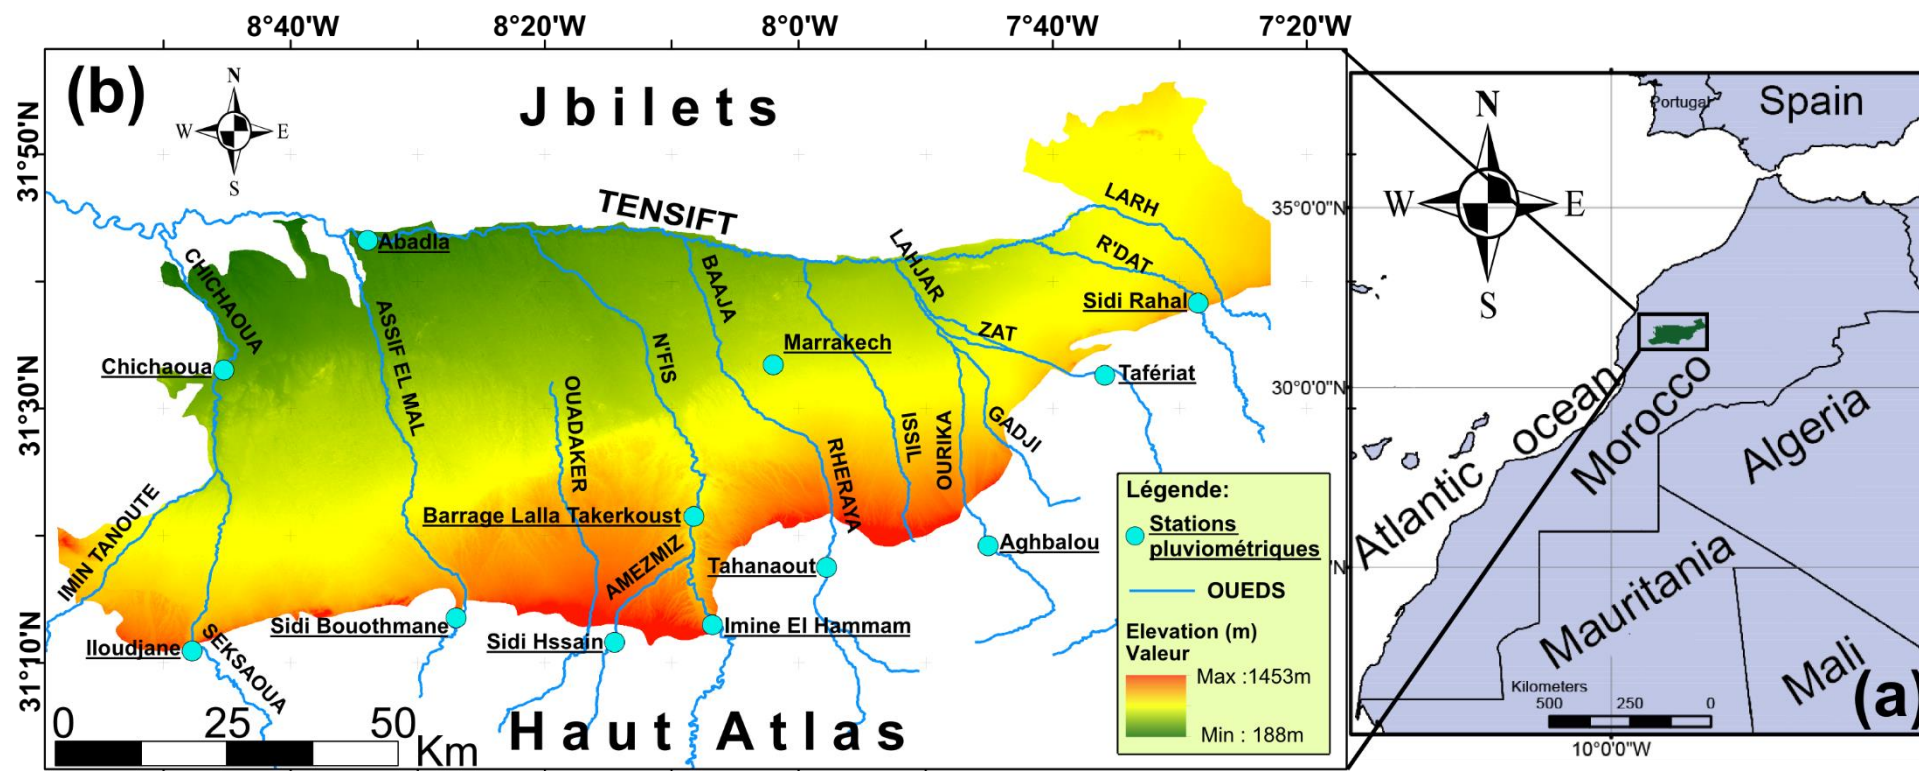 8°40'W
8°20'W
8°0'W
7°40'W
7°20'W
(b)
N
W
E
S
Jbilets
31°50'N
31°30'N
31°10'N
TENSIFT
LARH
R'DAT
LAHJAR
BAAJA
Abadla
CHICHAOUA
ASSIF EL MAL
N'FIS
Sidi Rahal
ZAT
Marrakech
Chichaoua
Tafériat
OUADAKER
ISSIL
OURIKA
GADJI
RHERAYA
IMIN TANOUTE
Barrage Lalla Takerkoust
AMEZMIZ
Aghbalou
Tahanaout
Sidi Bouothmane
Sidi Hssain
Imine El Hammam
Iloudjane
SEKSAOUA
Haut Atlas
0
25
50
Km
Légende:
Stations
pluviométriques
OUEDS
Elevation (m)
Valeur
Max :1453m
Min : 188m
Portugal
Spain
N
W
E
S
35°0'0"N
30°0'0"N
'0"N
Atlantic ocean
Morocco
Algeria
Mauritania
Mali
Kilometers
500
250
0
(a)
10°00"W